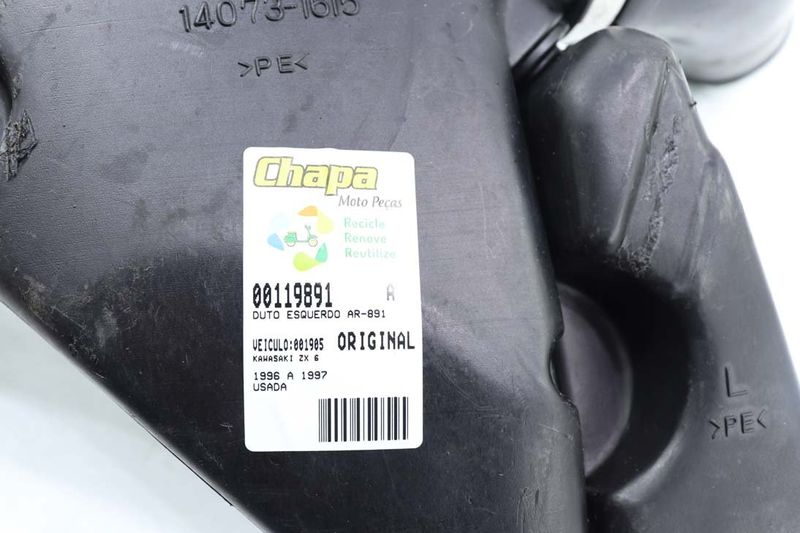 14073-1615
>PE<
Chapa
Moto Peças
Recicle
Renove
Reutilize
00119891 A
DUTO ESQUERDO AR-891
VEICULO:001905 ORIGINAL
KAWASAKI ZX 6
1996 A 1997
USADA
L
>PE<